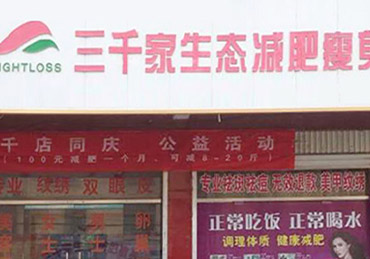 三千家生态减肥瘦身
IGHTLOSS
千店同庆 公益活动
(100元减肥一个月、可减8-20斤)
专业 纹绣 双眼皮
专业祛斑祛痘 无效退款 美甲纹绣
正常吃饭 正常喝水
调理体质 健康减肥